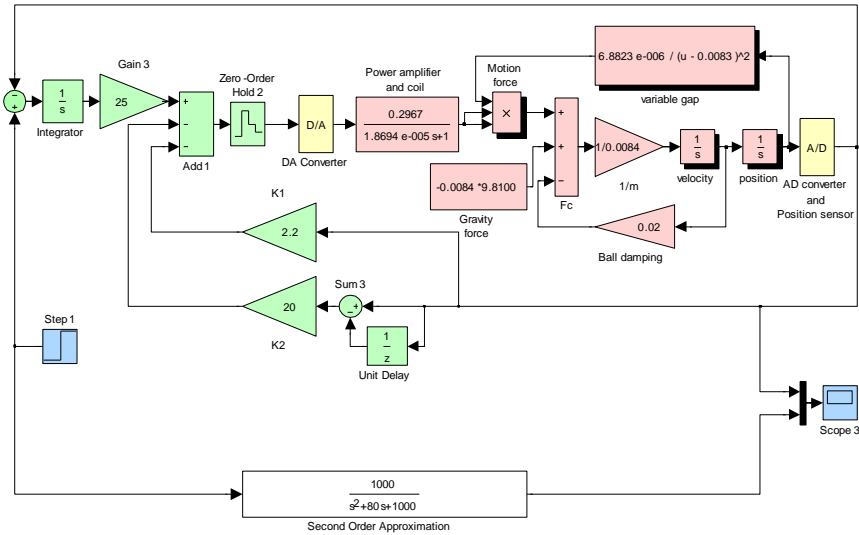 6.8823 e-006 / (u - 0.0083 )^2
variable gap
Gain 3
25
1
s
Integrator
−
+
+
−
−
Add 1
Zero -Order
Hold 2
D/A
DA Converter
Power amplifier
and coil
0.2967
1.8694 e-005 s+1
Motion
force
×
-0.0084 *9.8100
Gravity
force
+
+
−
Fc
1/0.0084
1/m
1
s
velocity
1
s
position
A/D
AD converter
and
Position sensor
0.02
Ball damping
K1
2.2
20
K2
Sum 3
−
+
1
z
Unit Delay
Step 1
Scope 3
1000
s²+80s+1000
Second Order Approximation